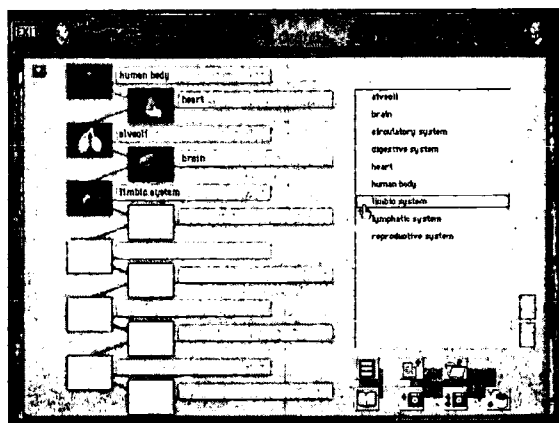 EXIT
human body
heart
alveoli
brain
limbic system
alveoli
brain
circulatory system
digestive system
heart
human body
limbic system
lymphatic system
reproductive system